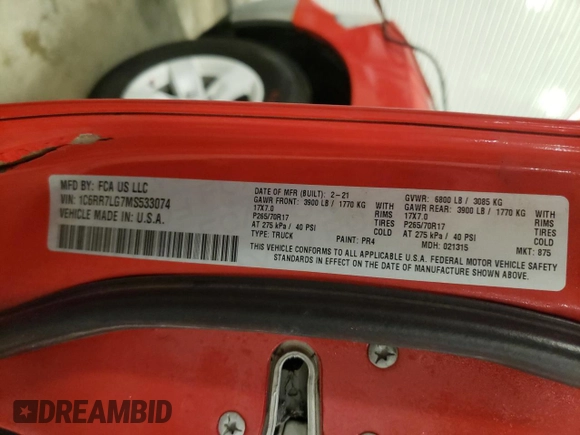 MFD BY: FCA US LLC
VIN: 1C6RR7LG7MS533074
VEHICLE MADE IN U.S.A.
DATE OF MFR (BUILT): 2-21
GAWR FRONT: 3900 LB / 1770 KG
17X7.0 RIMS
P265/70R17 TIRES
AT 275 kPa / 40 PSI COLD
TYPE: TRUCK PAINT: PR4
GVWR: 6800 LB / 3085 KG
GAWR REAR: 3900 LB / 1770 KG
17X7.0 RIMS
P265/70R17 TIRES
AT 275 kPa / 40 PSI COLD
MDH: 021315 MKT: 875
THIS VEHICLE CONFORMS TO ALL APPLICABLE U.S.A. FEDERAL MOTOR VEHICLE SAFETY
STANDARDS IN EFFECT ON THE DATE OF MANUFACTURE SHOWN ABOVE.
DREAMBID